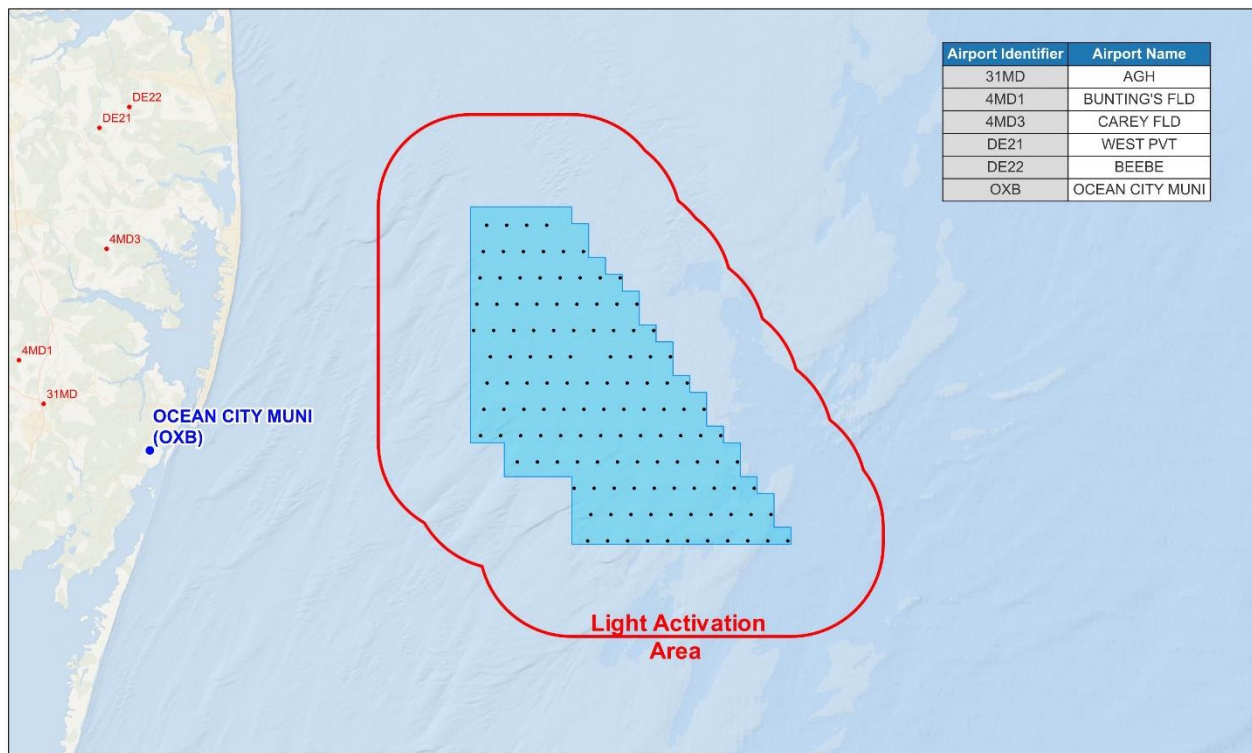 Airport Identifier Airport Name
31MD AGH
4MD1 BUNTING'S FLD
4MD3 CAREY FLD
DE21 WEST PVT
DE22 BEEBE
OXB OCEAN CITY MUNI
DE22
DE21
4MD3
4MD1
31MD
OCEAN CITY MUNI
(OXB)
Light Activation
Area